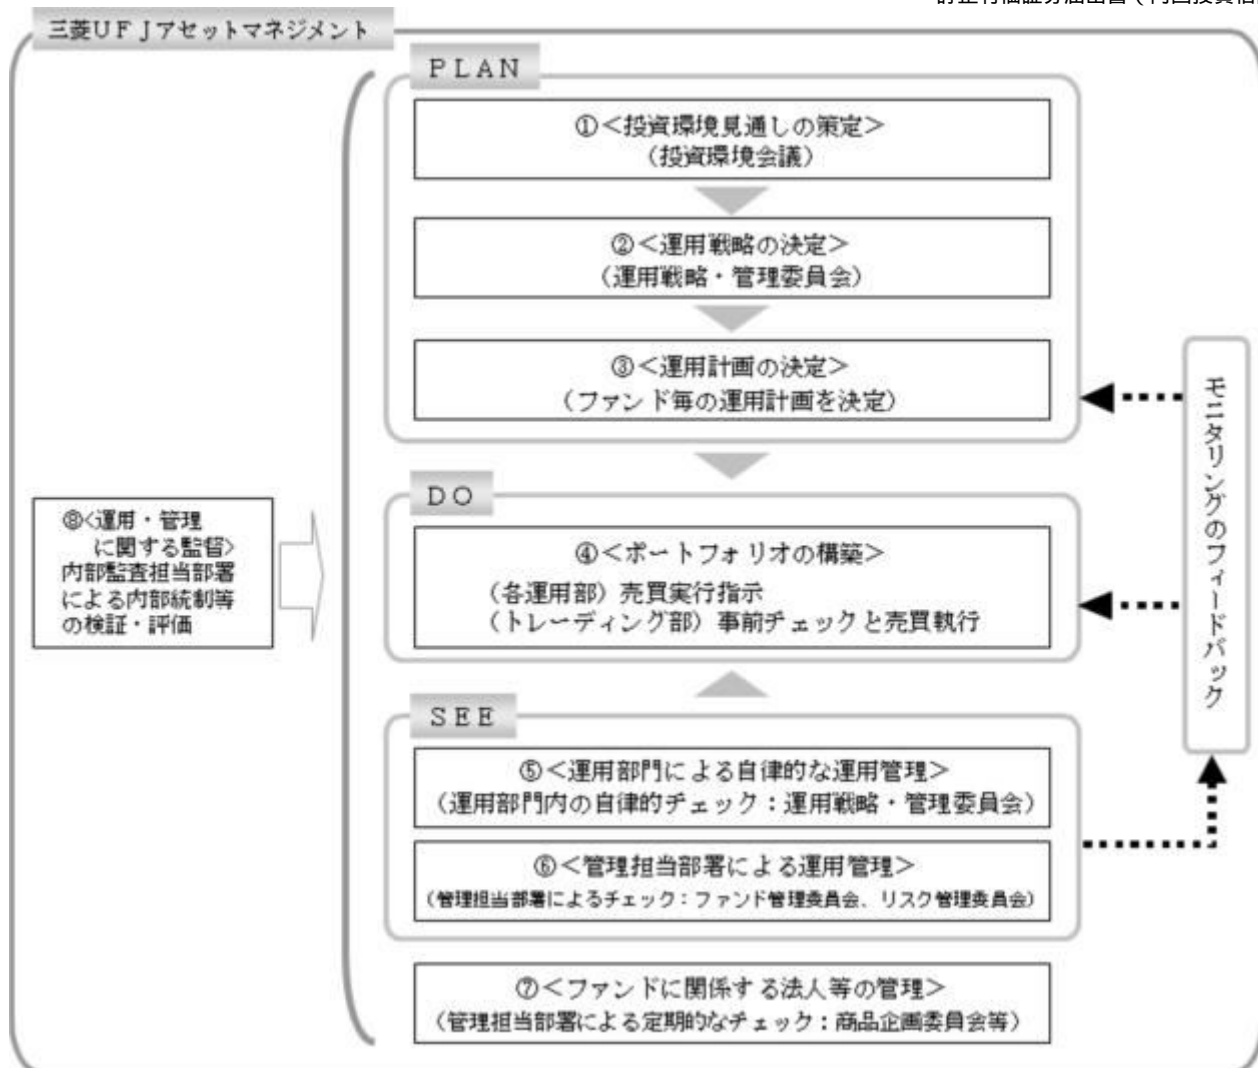 三菱ＵＦＪアセットマネジメント
ＰＬＡＮ
①＜投資環境見通しの策定＞
（投資環境会議）
②＜運用戦略の決定＞
（運用戦略・管理委員会）
③＜運用計画の決定＞
（ファンド毎の運用計画を決定）
ＤＯ
④＜ポートフォリオの構築＞
（各運用部）売買実行指示
（トレーディング部）事前チェックと売買執行
ＳＥＥ
⑤＜運用部門による自律的な運用管理＞
（運用部門内の自律的チェック：運用戦略・管理委員会）
⑥＜管理担当部署による運用管理＞
（管理担当部署によるチェック：ファンド管理委員会、リスク管理委員会）
⑦＜ファンドに関係する法人等の管理＞
（管理担当部署による定期的なチェック：商品企画委員会等）
⑧＜運用・管理
に関する監督＞
内部監査担当部署
による内部統制等
の検証・評価
モニタリングのフィードバック